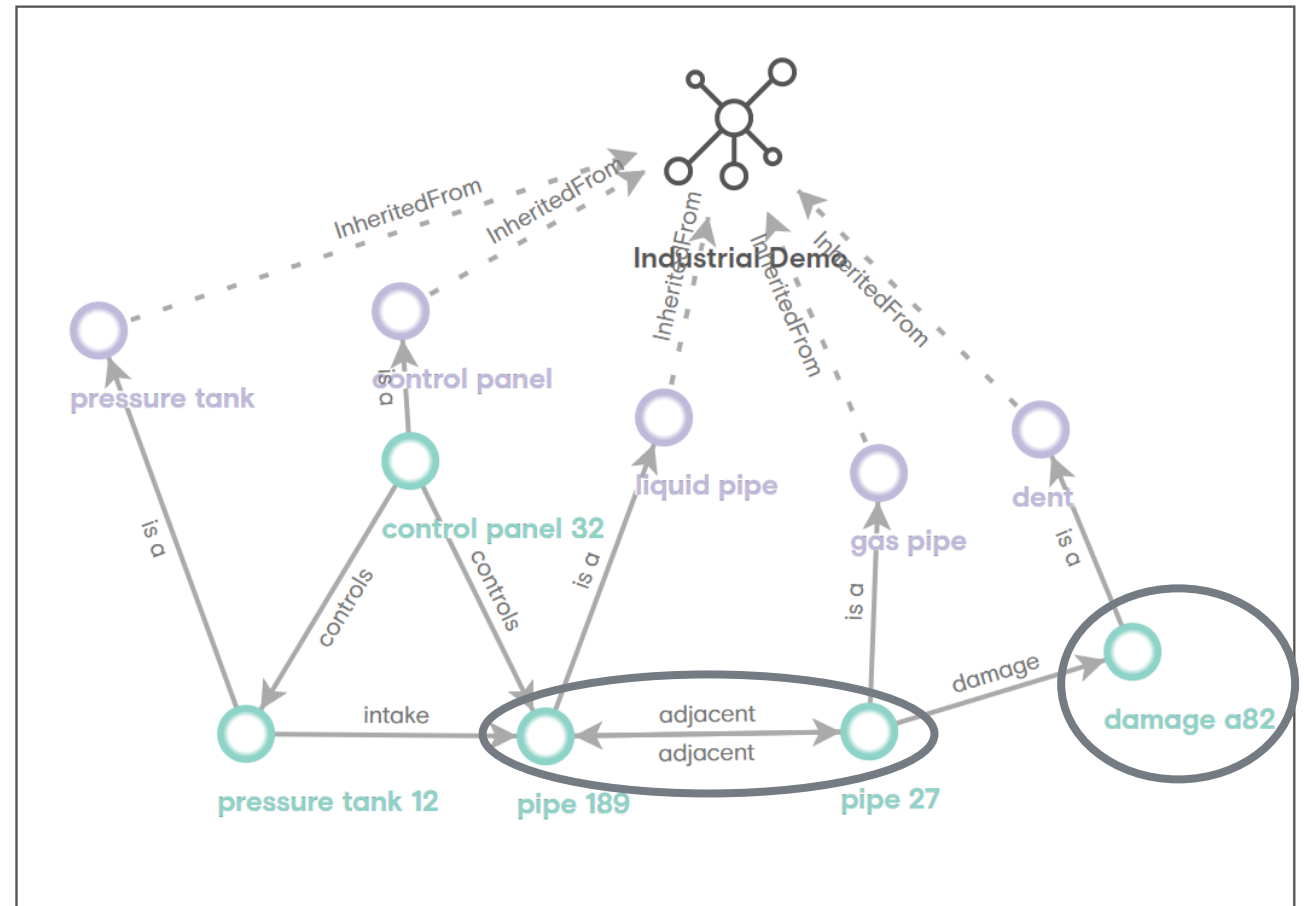 InheritedFrom
InheritedFrom
InheritedFrom
Industrial Demo
InheritedFrom
InheritedFrom
pressure tank
is a
control panel
liquid pipe
dent
control panel 32
gas pipe
is a
controls
controls
is a
is a
is a
damage
intake
adjacent
adjacent
damage a82
pressure tank 12
pipe 189
pipe 27